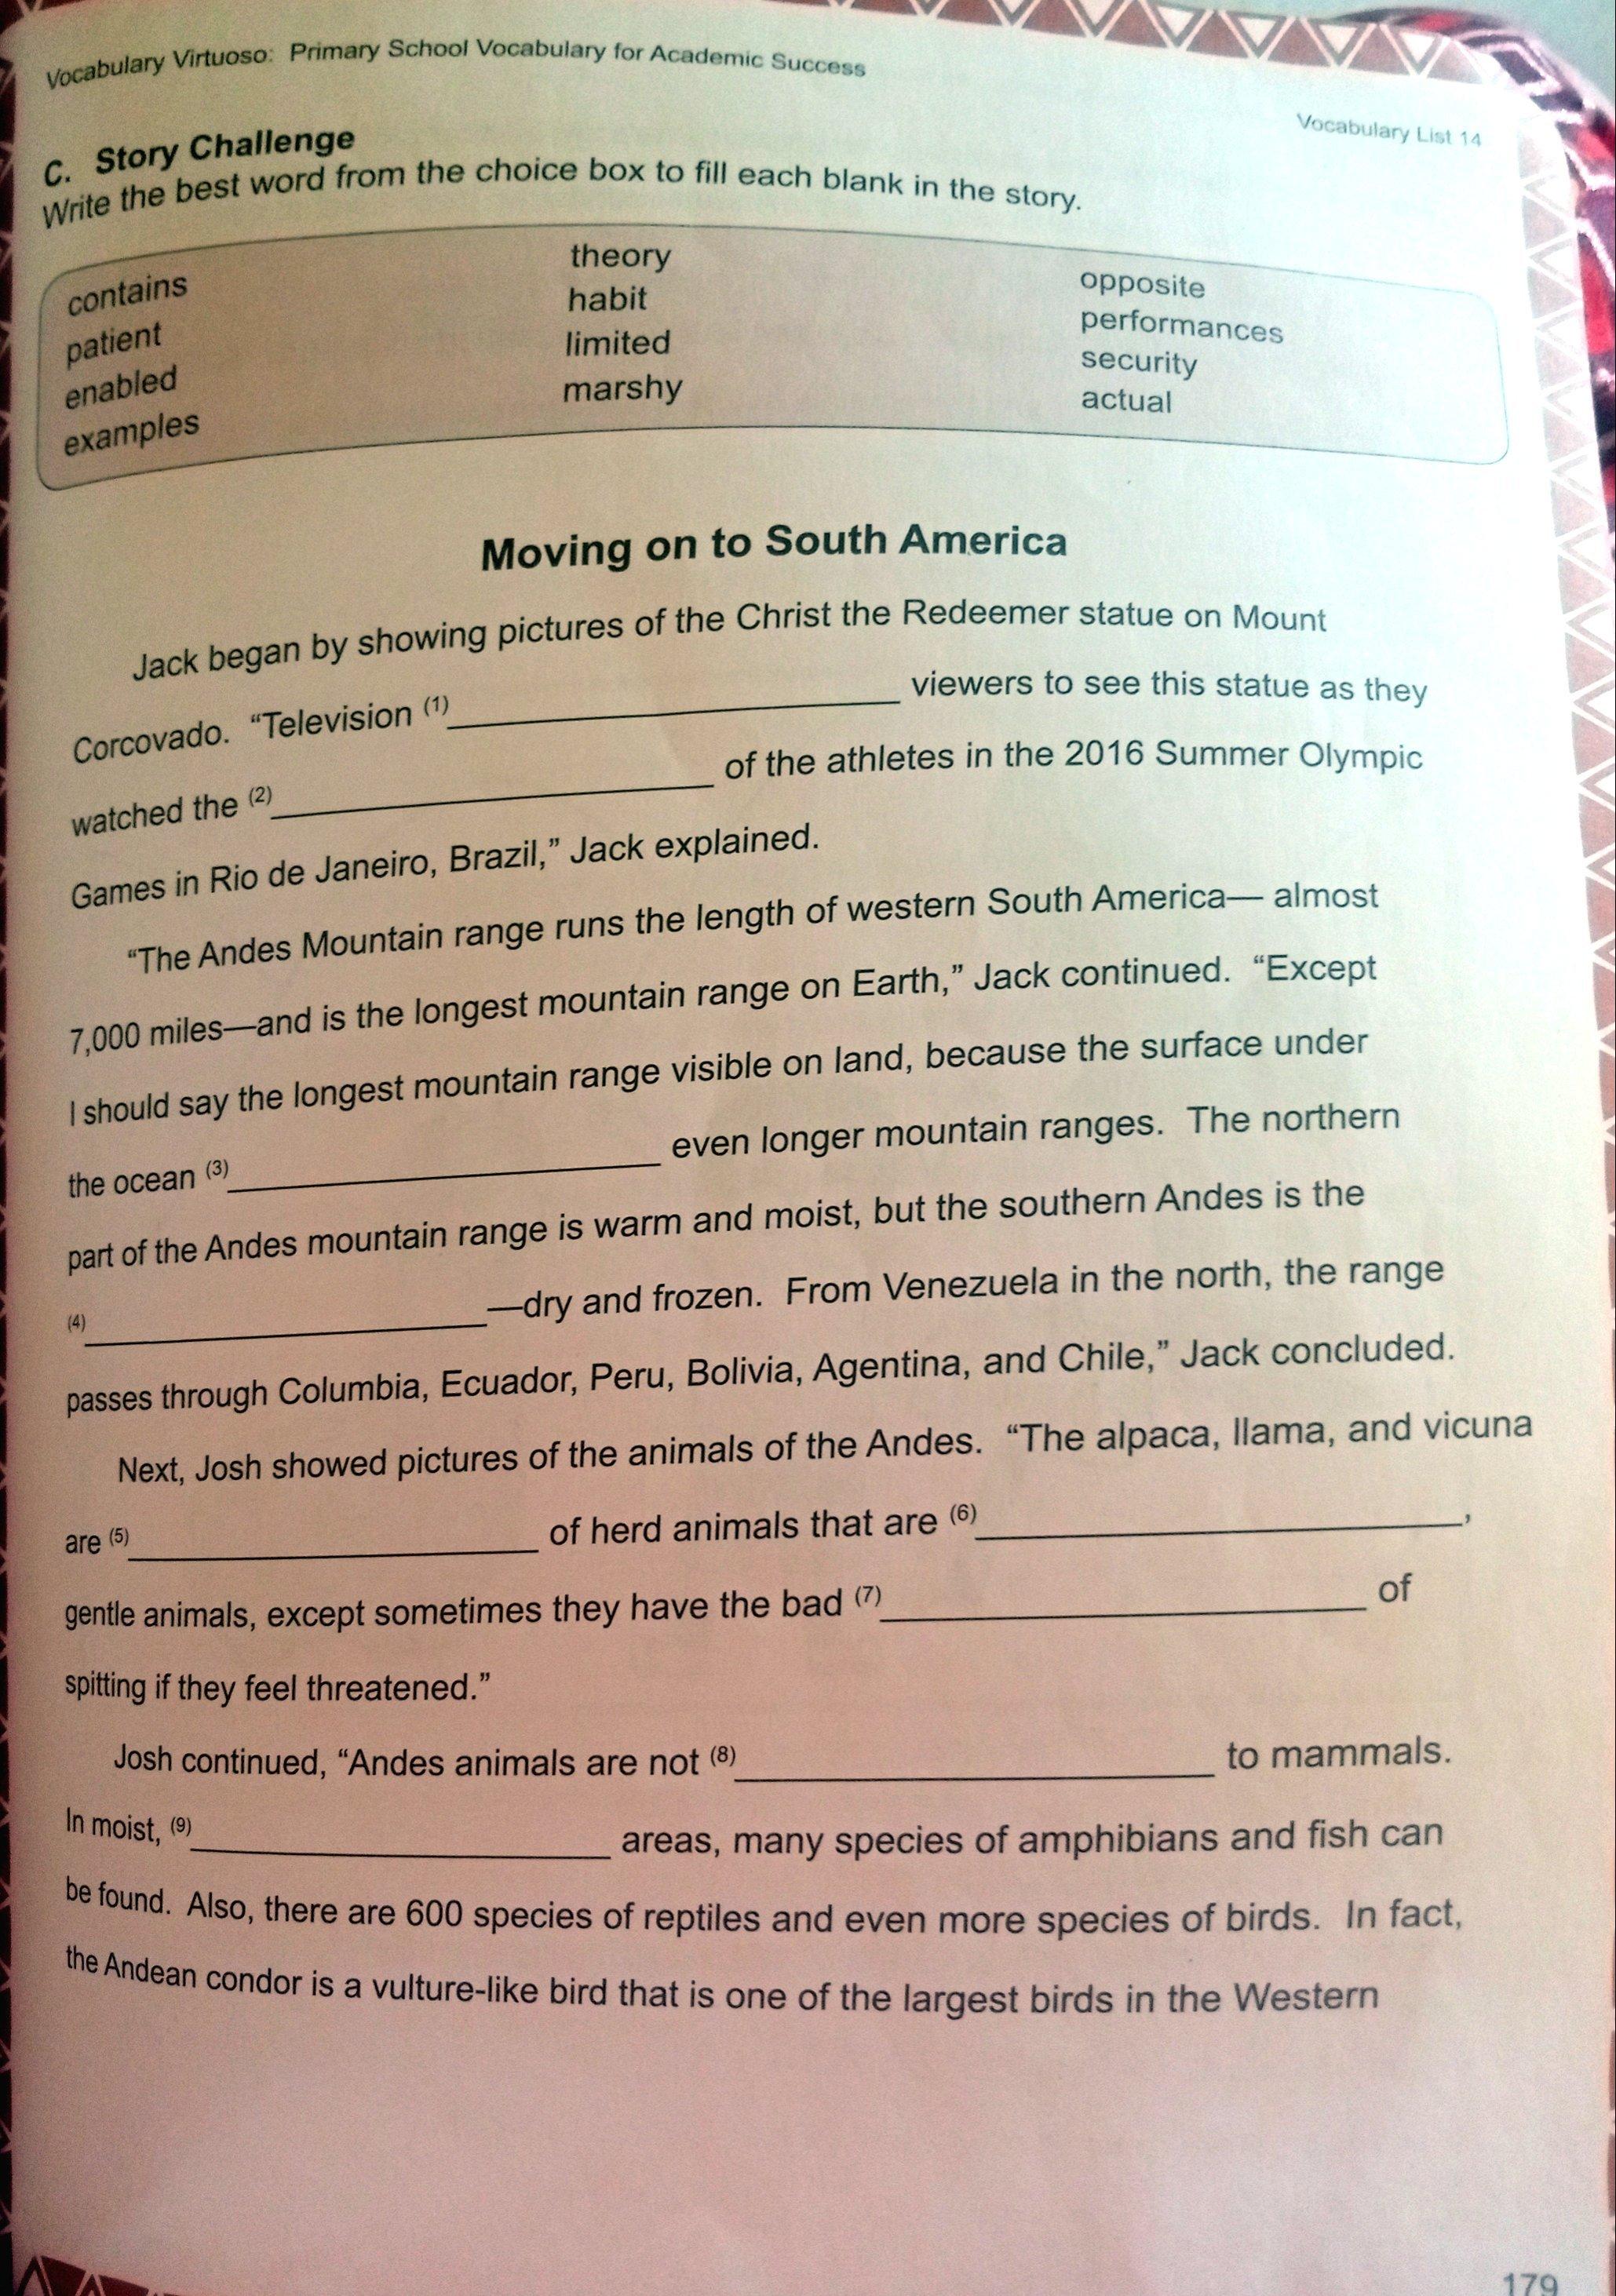 Vocabulary Virtuoso: Primary School Vocabulary for Academic Success
Vocabulary List 14
C. Story Challenge
Write the best word from the choice box to fill each blank in the story.
contains
patient
enabled
examples
theory
habit
limited
marshy
opposite
performances
security
actual
Moving on to South America
Jack began by showing pictures of the Christ the Redeemer statue on Mount
Corcovado. “Television (1)____________________ viewers to see this statue as they
watched the (2)____________________ of the athletes in the 2016 Summer Olympic
Games in Rio de Janeiro, Brazil,” Jack explained.
“The Andes Mountain range runs the length of western South America— almost
7,000 miles—and is the longest mountain range on Earth,” Jack continued. “Except
I should say the longest mountain range visible on land, because the surface under
the ocean (3)____________________ even longer mountain ranges. The northern
part of the Andes mountain range is warm and moist, but the southern Andes is the
(4)____________________—dry and frozen. From Venezuela in the north, the range
passes through Columbia, Ecuador, Peru, Bolivia, Agentina, and Chile,” Jack concluded.
Next, Josh showed pictures of the animals of the Andes. “The alpaca, llama, and vicuna
are (5)____________________ of herd animals that are (6)____________________,
gentle animals, except sometimes they have the bad (7)____________________ of
spitting if they feel threatened.”
Josh continued, “Andes animals are not (8)____________________ to mammals.
In moist, (9)____________________ areas, many species of amphibians and fish can
be found. Also, there are 600 species of reptiles and even more species of birds. In fact,
the Andean condor is a vulture-like bird that is one of the largest birds in the Western
179